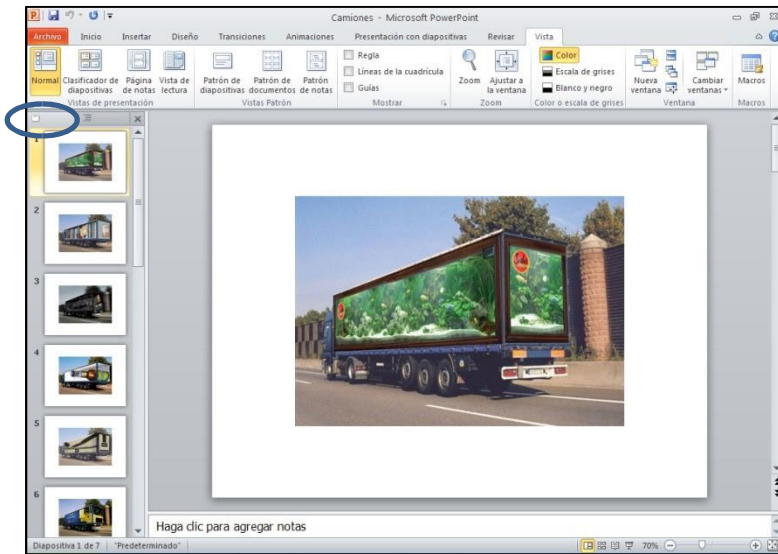 Camiones - Microsoft PowerPoint
Archivo Inicio Insertar Diseño Transiciones Animaciones Presentación con diapositivas Revisar Vista
Normal Clasificador de diapositivas Página de notas Vista de lectura
Vistas de presentación
Patrón de diapositivas Patrón de documentos Patrón de notas
Vistas Patrón
Regla
Líneas de la cuadrícula
Guías
Mostrar
Zoom Ajustar a la ventana
Zoom
Color
Escala de grises
Blanco y negro
Color o escala de grises
Nueva ventana Cambiar ventanas
Ventana
Macros
Macros
1
2
3
4
5
6
Haga clic para agregar notas
Diapositiva 1 de 7 "Predeterminado" 70%